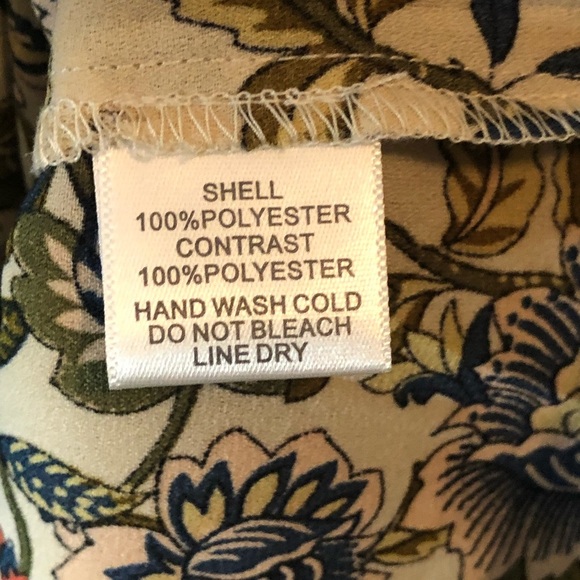 SHELL
100%POLYESTER
CONTRAST
100%POLYESTER
HAND WASH COLD
DO NOT BLEACH
LINE DRY